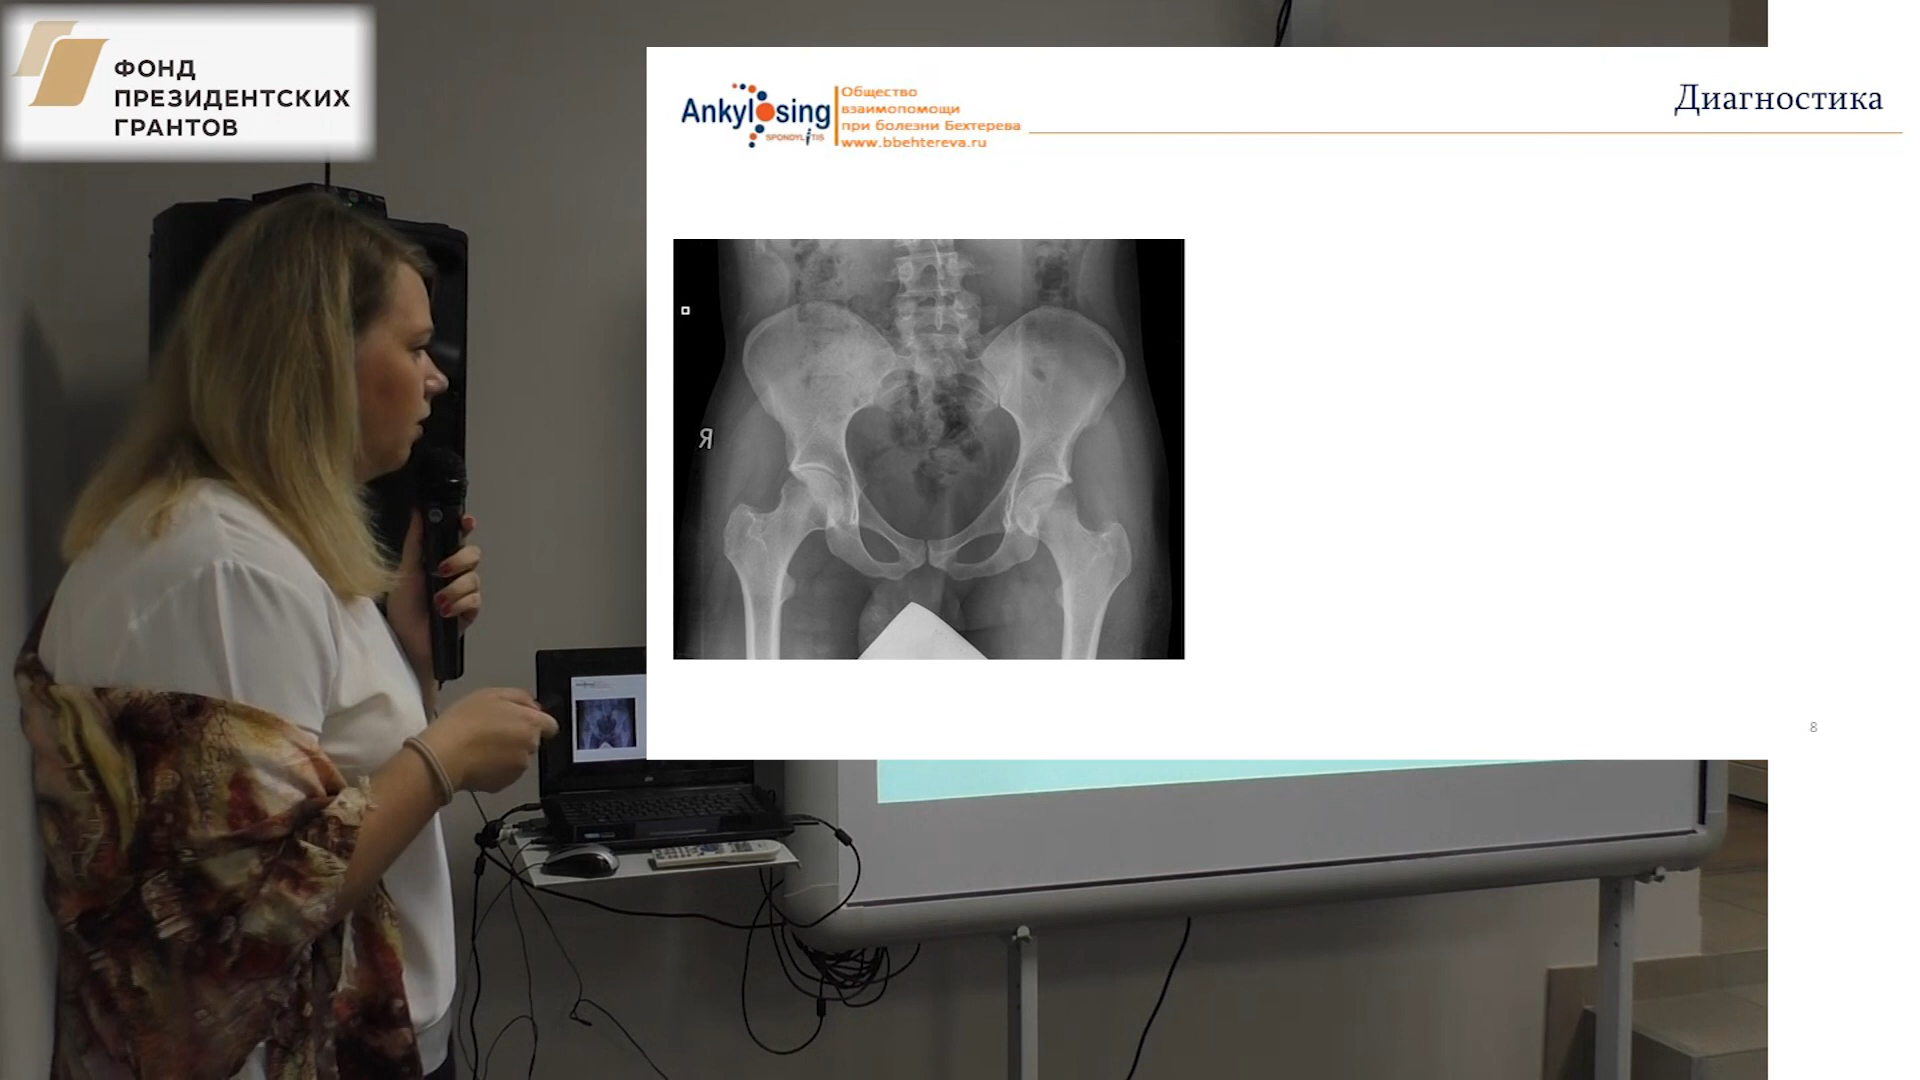 ФОНД
ПРЕЗИДЕНТСКИХ
ГРАНТОВ
Ankylosing
SPONDYLiTIS
Общество
взаимопомощи
при болезни Бехтерева
www.bbehtereva.ru
Диагностика
Я
8